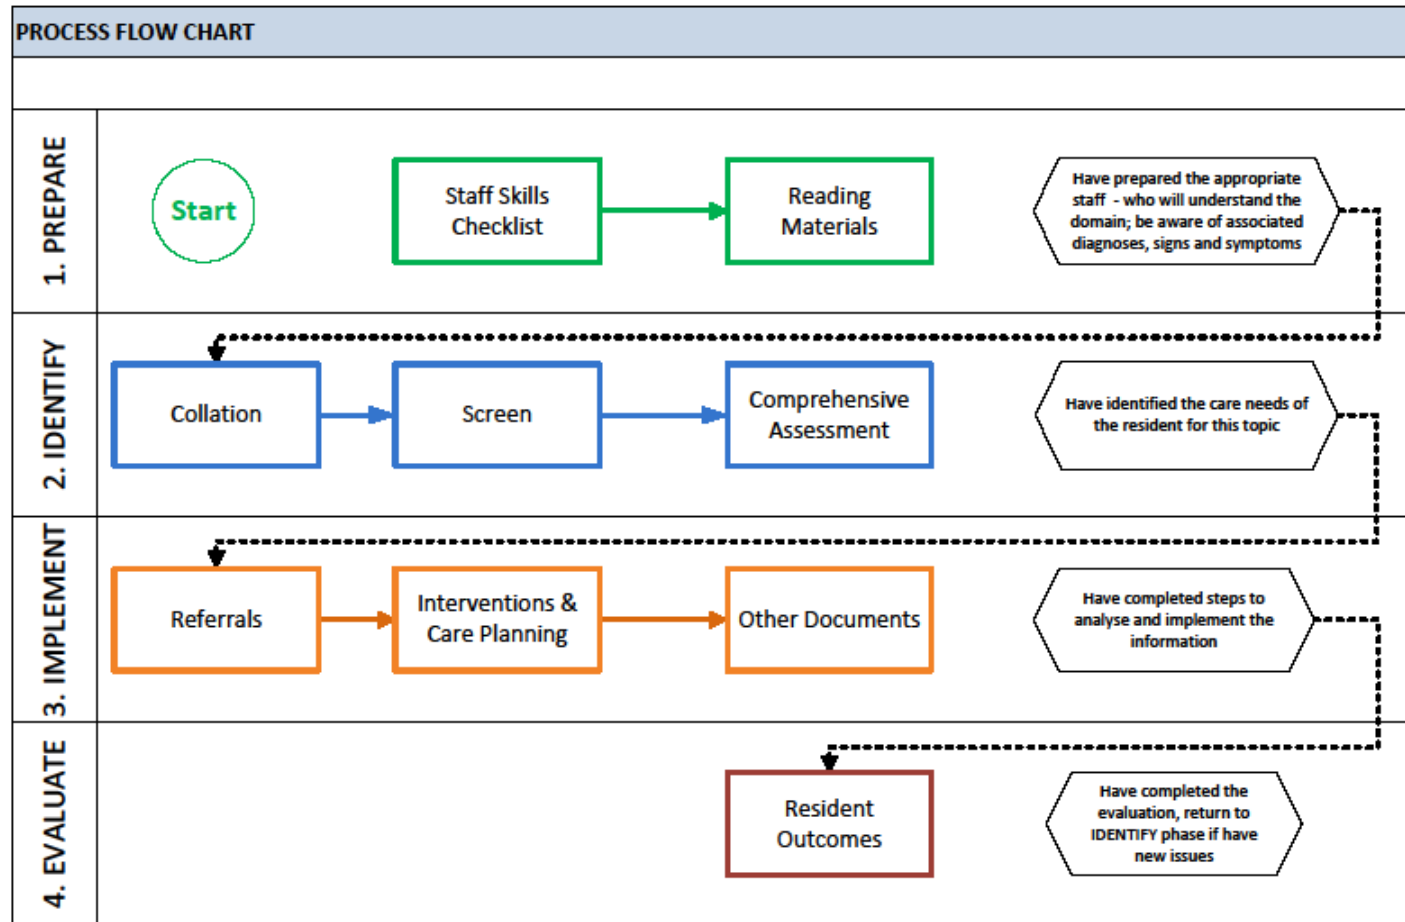 PROCESS FLOW CHART
1. PREPARE
Start
Staff Skills
Checklist
Reading
Materials
Have prepared the appropriate
staff - who will understand the
domain; be aware of associated
diagnoses, signs and symptoms
2. IDENTIFY
Collation
Screen
Comprehensive
Assessment
Have identified the care needs of
the resident for this topic
3. IMPLEMENT
Referrals
Interventions &
Care Planning
Other Documents
Have completed steps to
analyse and implement the
information
4. EVALUATE
Resident
Outcomes
Have completed the
evaluation, return to
IDENTIFY phase if have
new issues